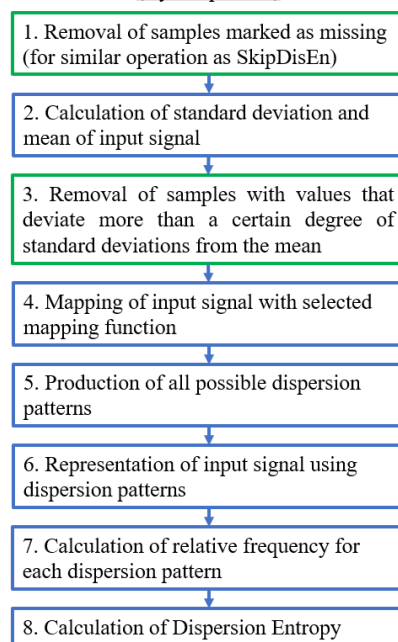 1. Removal of samples marked as missing
(for similar operation as SkipDisEn)
2. Calculation of standard deviation and
mean of input signal
3. Removal of samples with values that
deviate more than a certain degree of
standard deviations from the mean
4. Mapping of input signal with selected
mapping function
5. Production of all possible dispersion
patterns
6. Representation of input signal using
dispersion patterns
7. Calculation of relative frequency for
each dispersion pattern
8. Calculation of Dispersion Entropy